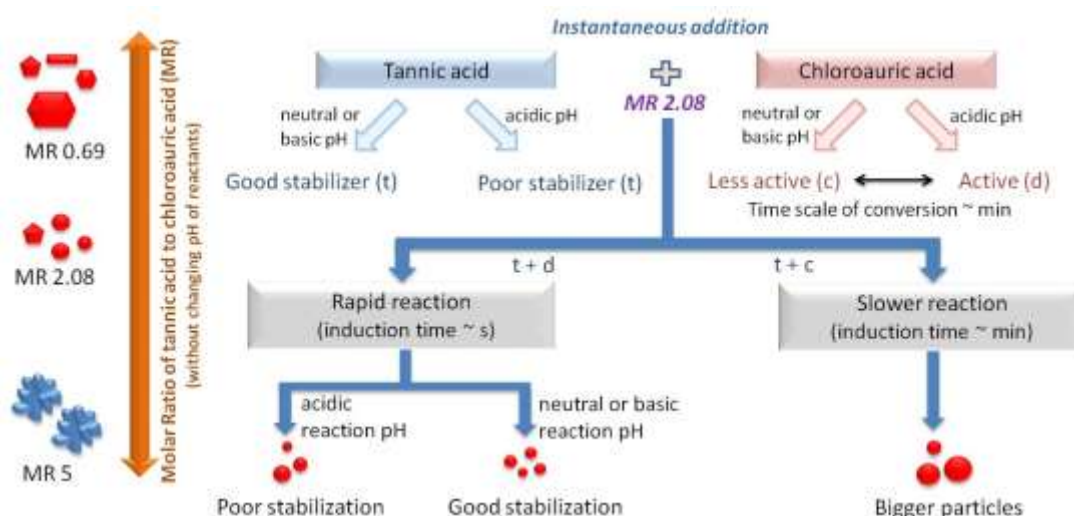 MR 0.69
MR 2.08
MR 5
Molar Ratio of tannic acid to chloroauric acid (MR)
(without changing pH of reactants)
Instantaneous addition
Tannic acid
MR 2.08
Chloroauric acid
neutral or
basic pH
acidic pH
neutral or
basic pH
acidic pH
Good stabilizer (t)
Poor stabilizer (t)
Less active (c)
Active (d)
Time scale of conversion ~ min
t + d
t + c
Rapid reaction
(induction time ~ s)
Slower reaction
(induction time ~ min)
acidic
reaction pH
neutral or basic
reaction pH
Poor stabilization
Good stabilization
Bigger particles